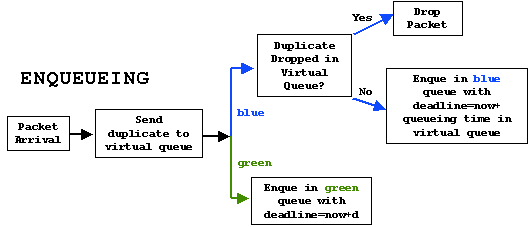 ENQUEUEING
Packet
Arrival
Send
duplicate to
virtual queue
blue
green
Duplicate
Dropped in
Virtual
Queue?
Yes
No
Drop
Packet
Enque in blue
queue with
deadline=now+
queueing time in
virtual queue
Enque in green
queue with
deadline=now+d